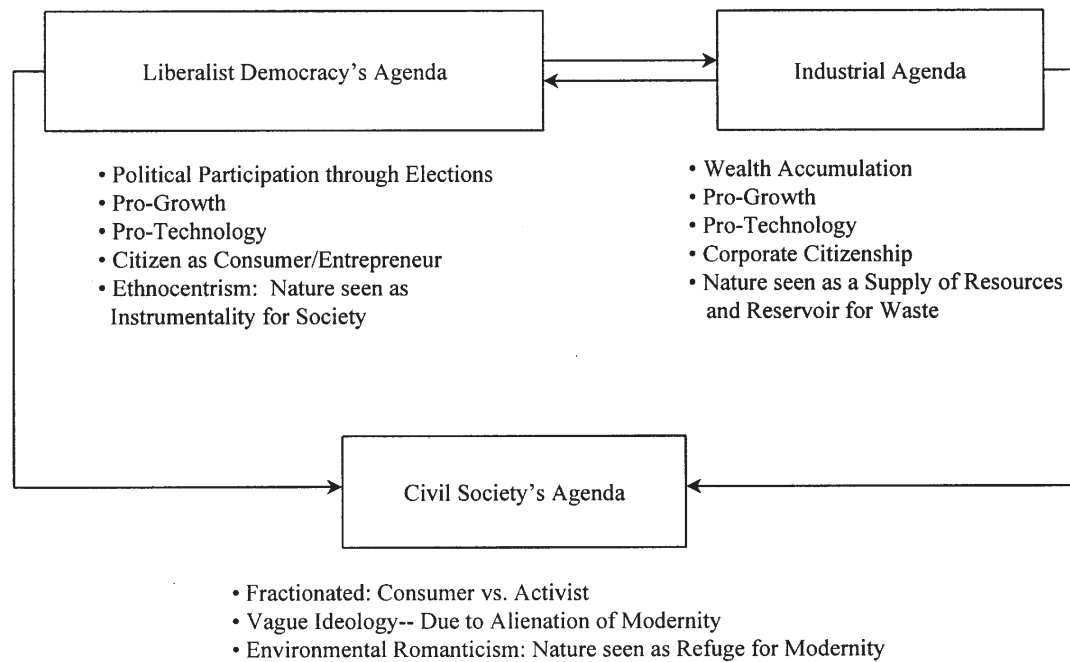 Liberalist Democracy's Agenda
Industrial Agenda
• Political Participation through Elections
• Pro-Growth
• Pro-Technology
• Citizen as Consumer/Entrepreneur
• Ethnocentrism: Nature seen as
Instrumentality for Society
• Wealth Accumulation
• Pro-Growth
• Pro-Technology
• Corporate Citizenship
• Nature seen as a Supply of Resources
and Reservoir for Waste
Civil Society's Agenda
• Fractionated: Consumer vs. Activist
• Vague Ideology-- Due to Alienation of Modernity
• Environmental Romanticism: Nature seen as Refuge for Modernity